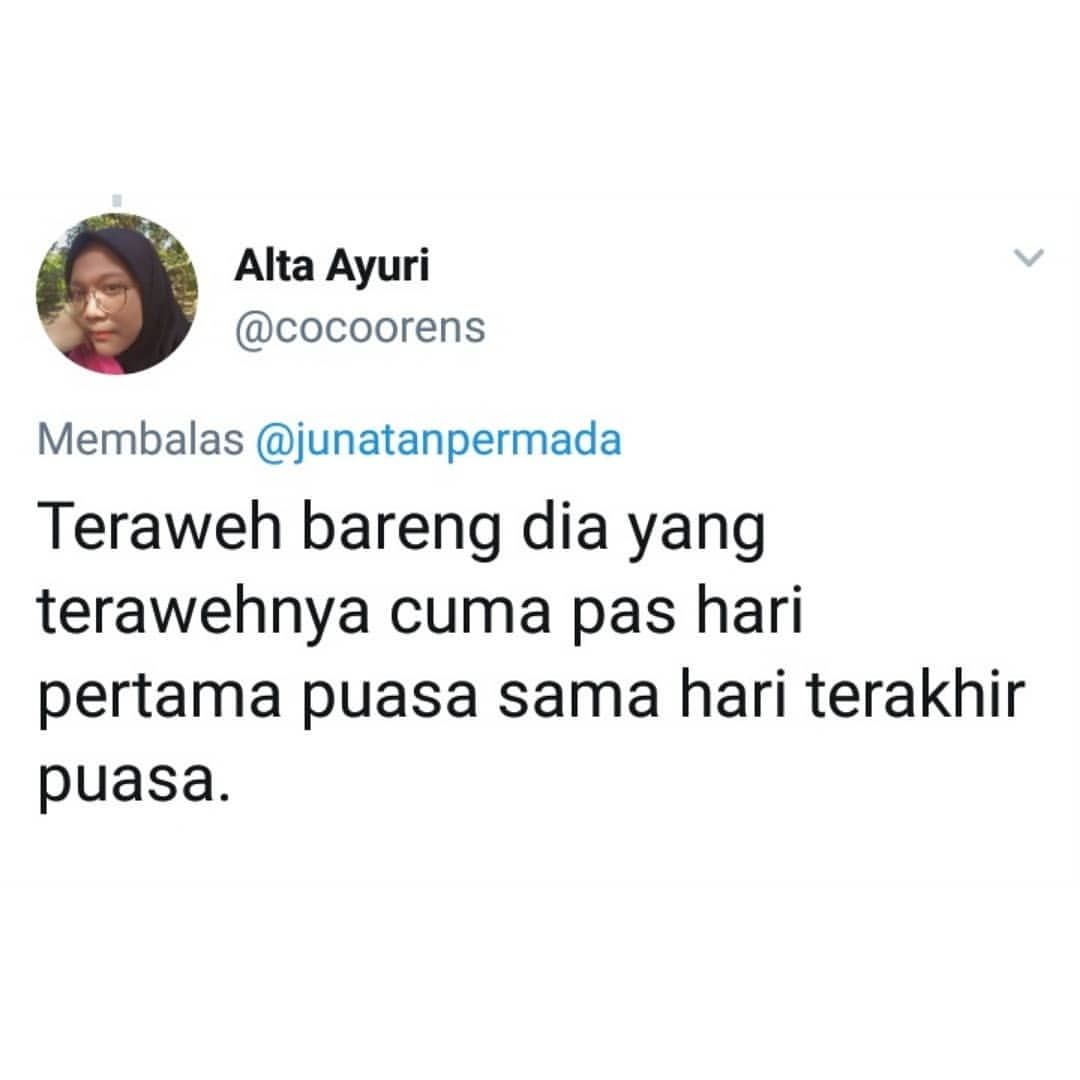 Alta Ayuri
@cocoorens
Membalas @junatanpermada
Teraweh bareng dia yang
terawehnya cuma pas hari
pertama puasa sama hari terakhir
puasa.